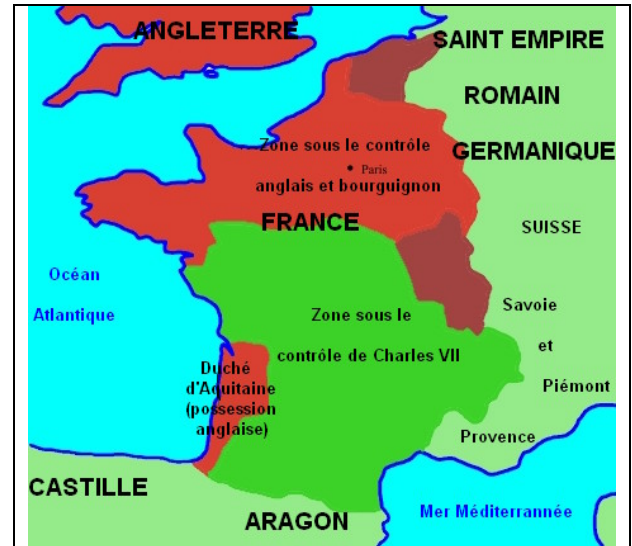 ANGLETERRE
SAINT EMPIRE
ROMAIN
GERMANIQUE
Zone sous le contrôle
Paris
anglais et bourguignon
FRANCE
SUISSE
Océan
Atlantique
Zone sous le
contrôle de Charles VII
Savoie
et
Piémont
Duché
d'Aquitaine
(possession
anglaise)
Provence
CASTILLE
ARAGON
Mer Méditerrannée